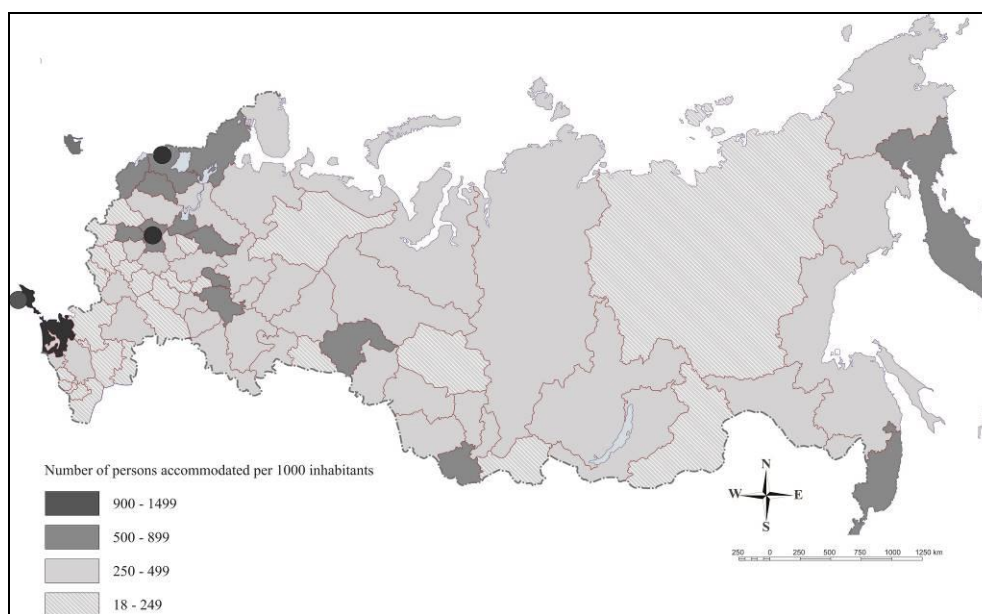 Number of persons accommodated per 1000 inhabitants
900 - 1499
500 - 899
250 - 499
18 - 249
N
W E
S
250 0 250 500 750 1000 1250 km